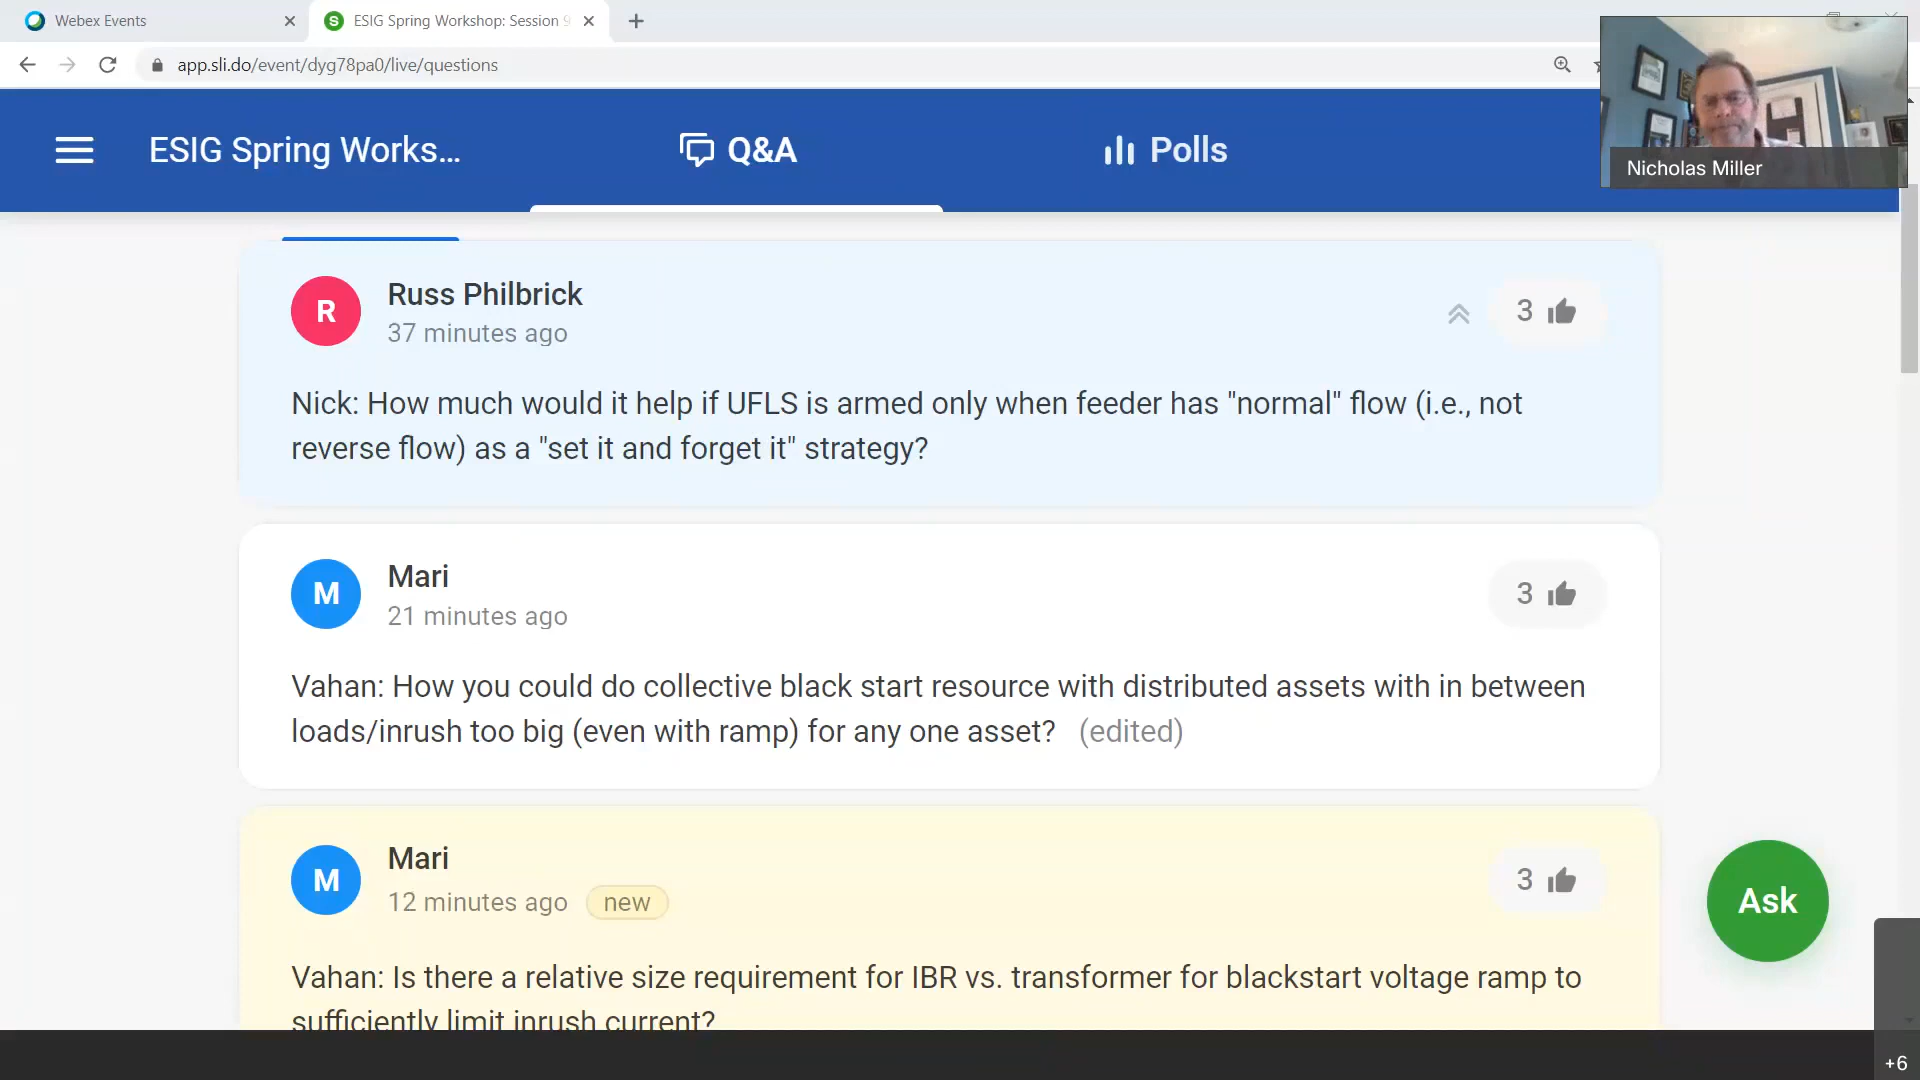 Webex Events
ESIG Spring Workshop: Session 9
app.sli.do/event/dyg78pa0/live/questions
ESIG Spring Works...
Q&A
Polls
Nicholas Miller
R
Russ Philbrick
37 minutes ago
3
Nick: How much would it help if UFLS is armed only when feeder has "normal" flow (i.e., not
reverse flow) as a "set it and forget it" strategy?
M
Mari
21 minutes ago
3
Vahan: How you could do collective black start resource with distributed assets with in between
loads/inrush too big (even with ramp) for any one asset? (edited)
M
Mari
12 minutes ago
new
3
Vahan: Is there a relative size requirement for IBR vs. transformer for blackstart voltage ramp to
sufficiently limit inrush current?
Ask
+6